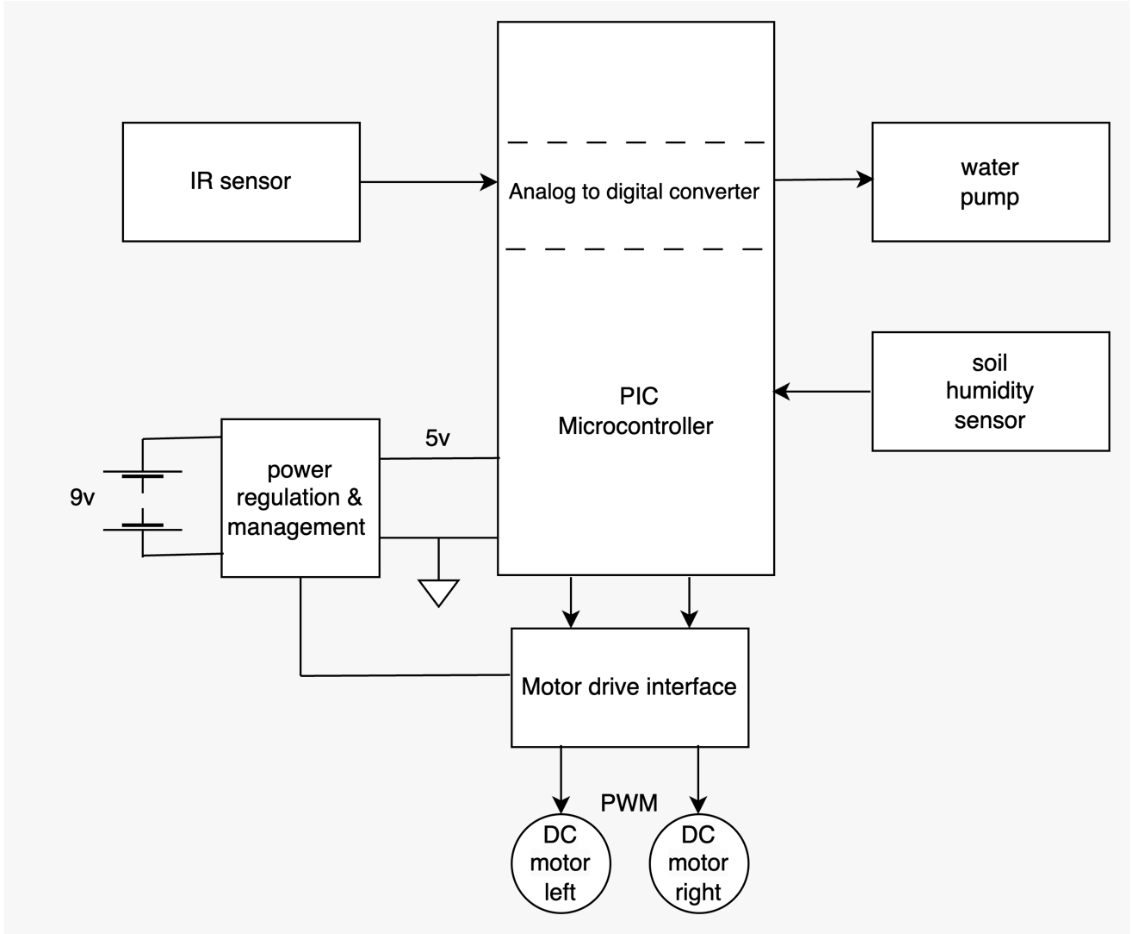 IR sensor
Analog to digital converter
water
pump
soil
humidity
sensor
PIC
Microcontroller
5v
9v
power
regulation &
management
Motor drive interface
PWM
DC
motor
left
DC
motor
right